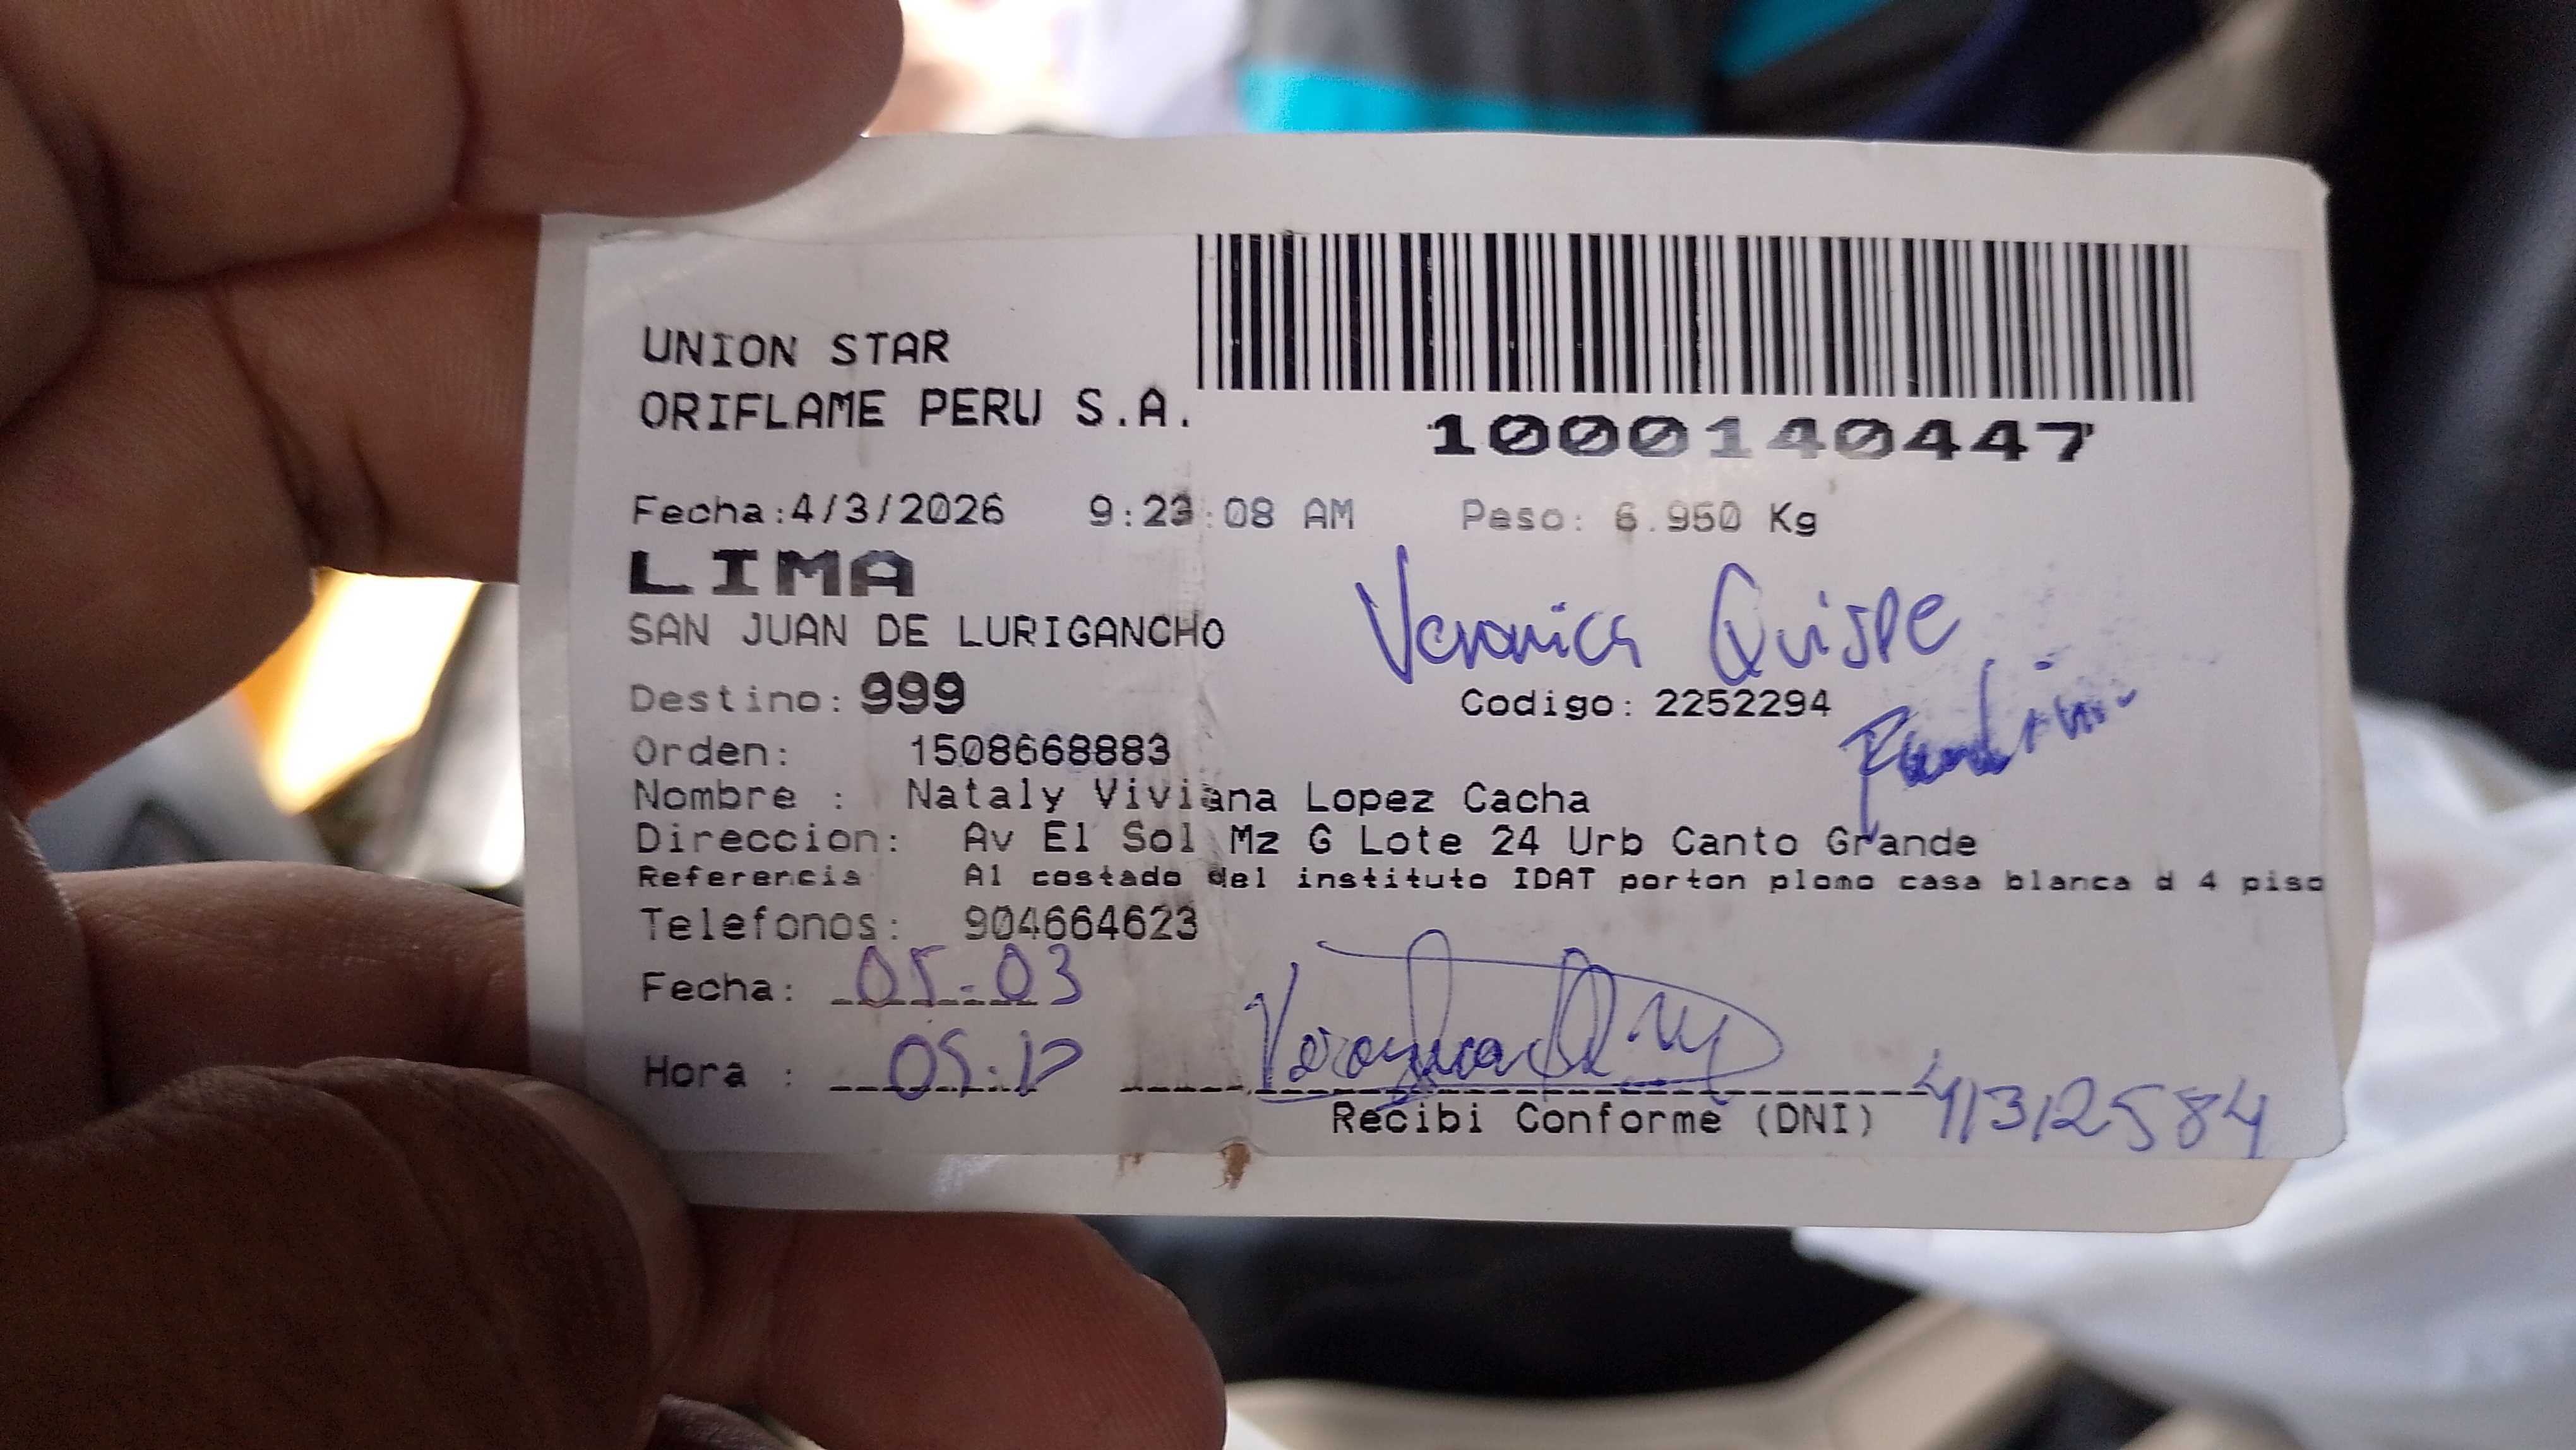 UNION STAR
ORIFLAME PERU S.A.
1000140447
Fecha:4/3/2026 9:23:08 AM Peso: 6.950 Kg
LIMA
SAN JUAN DE LURIGANCHO
Veronica Quispe
Destino: 999 Codigo: 2252294
Orden: 1508668883
Nombre : Nataly Viviana Lopez Cacha
Direccion: Av El Sol Mz G Lote 24 Urb Canto Grande
Referencia Al costado del instituto IDAT porton plomo casa blanca d 4 piso
Telefonos: 904664623
Fecha: 05-03
Hora :
Recibi Conforme (DNI) 41312584